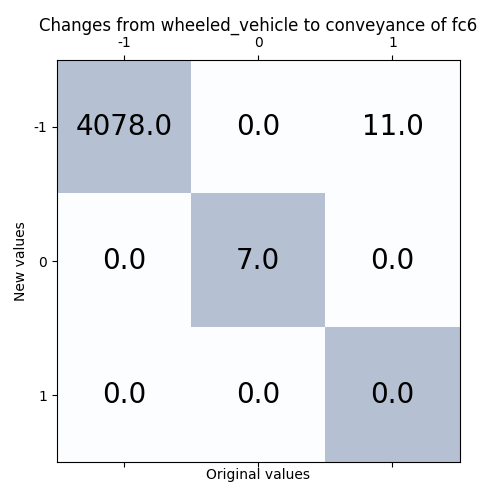 Changes from wheeled_vehicle to conveyance of fc6
-1 0 1
-1 4078.0 0.0 11.0
0 0.0 7.0 0.0
1 0.0 0.0 0.0
New values
Original values